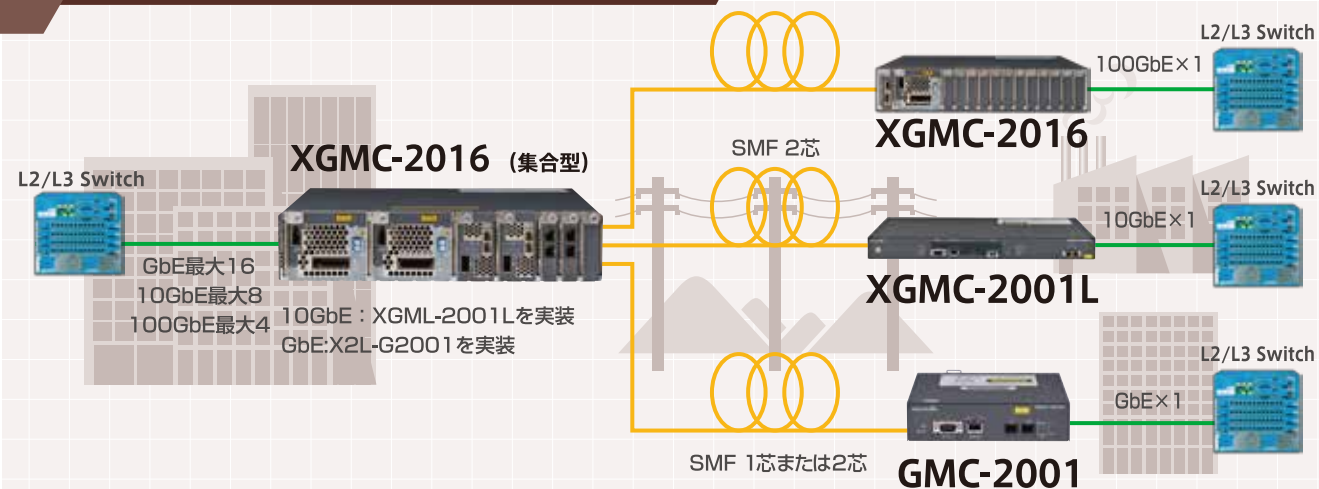 L2/L3 Switch
GbE最大16
10GbE最大8
100GbE最大4
XGMC-2016 (集合型)
10GbE：XGML-2001Lを実装
GbE:X2L-G2001を実装
SMF 2芯
SMF 1芯または2芯
XGMC-2016
100GbE×1
L2/L3 Switch
XGMC-2001L
10GbE×1
L2/L3 Switch
GMC-2001
GbE×1
L2/L3 Switch